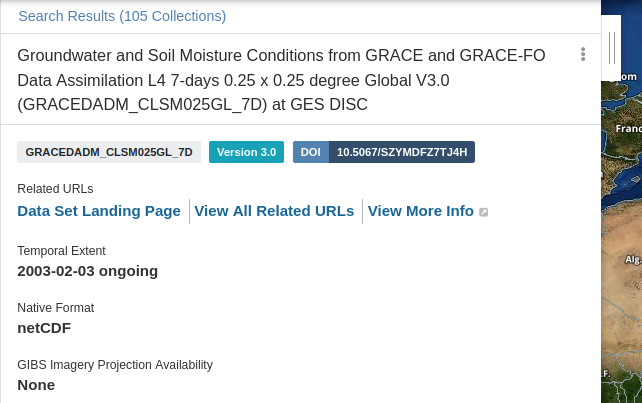 Search Results (105 Collections)
Groundwater and Soil Moisture Conditions from GRACE and GRACE-FO
Data Assimilation L4 7-days 0.25 x 0.25 degree Global V3.0
(GRACEDADM_CLSM025GL_7D) at GES DISC
GRACEDADM_CLSM025GL_7D Version 3.0 DOI 10.5067/SZYMDFZ7TJ4H
Related URLs
Data Set Landing Page View All Related URLs View More Info
Temporal Extent
2003-02-03 ongoing
Native Format
netCDF
GIBS Imagery Projection Availability
None
om
Franc
Alg.
F.